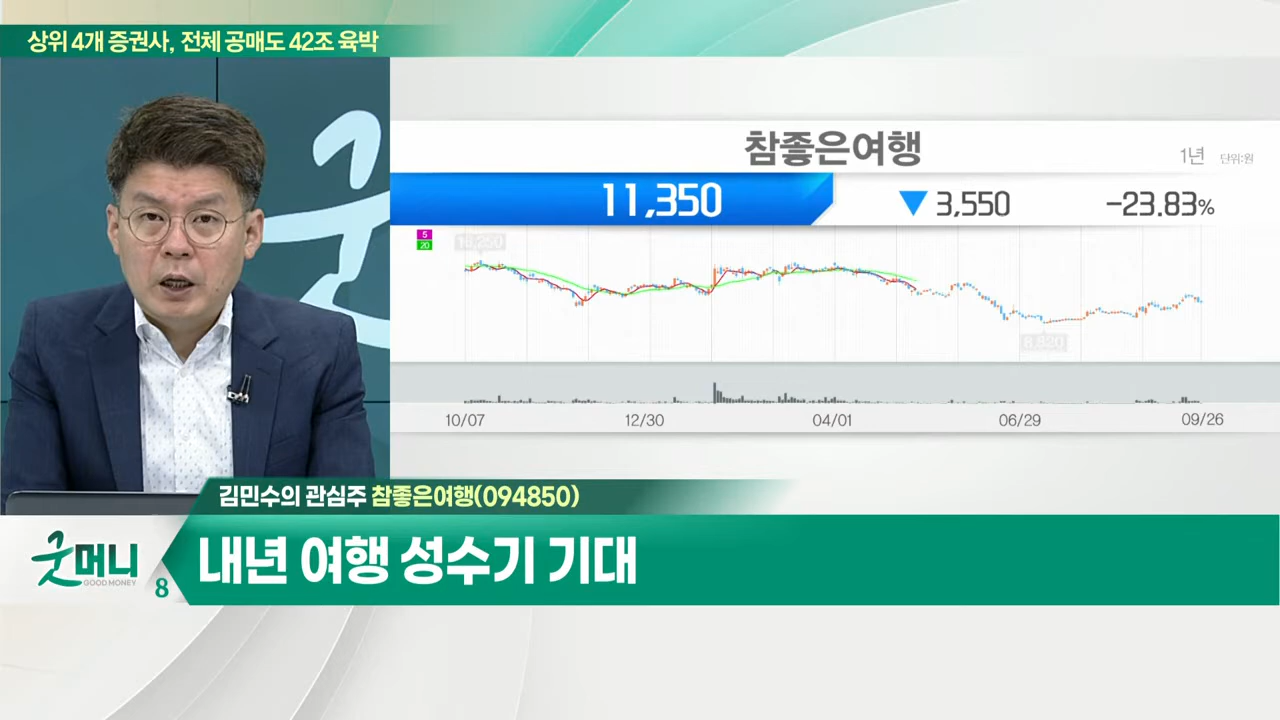 상위 4개 증권사, 전체 공매도 42조 육박
참좋은여행
1년 단위:원
11,350 ▼ 3,550 -23.83%
5
20
8,820
10/07 12/30 04/01 06/29 09/26
김민수의 관심주 참좋은여행(094850)
굿머니
GOOD MONEY
8
내년 여행 성수기 기대